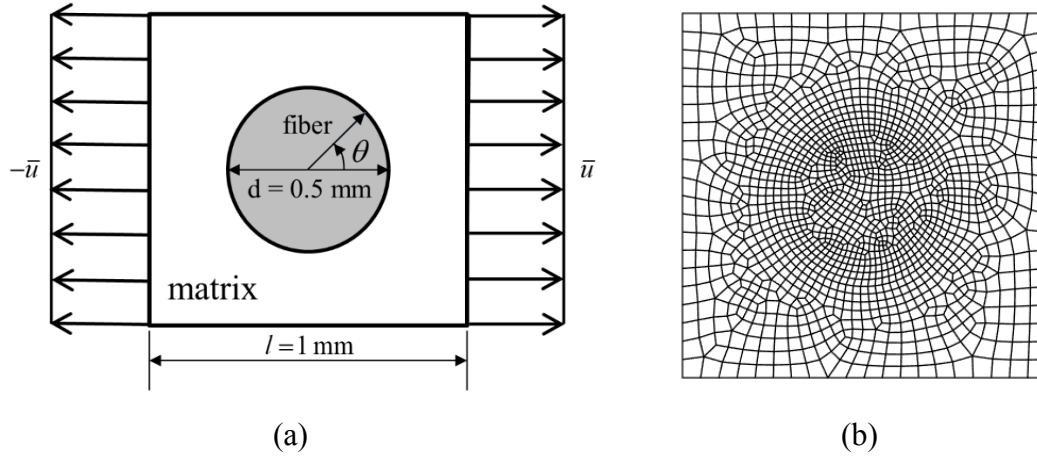 fiber
θ
−u̅
d = 0.5 mm
u̅
matrix
l = 1 mm
(a)
(b)